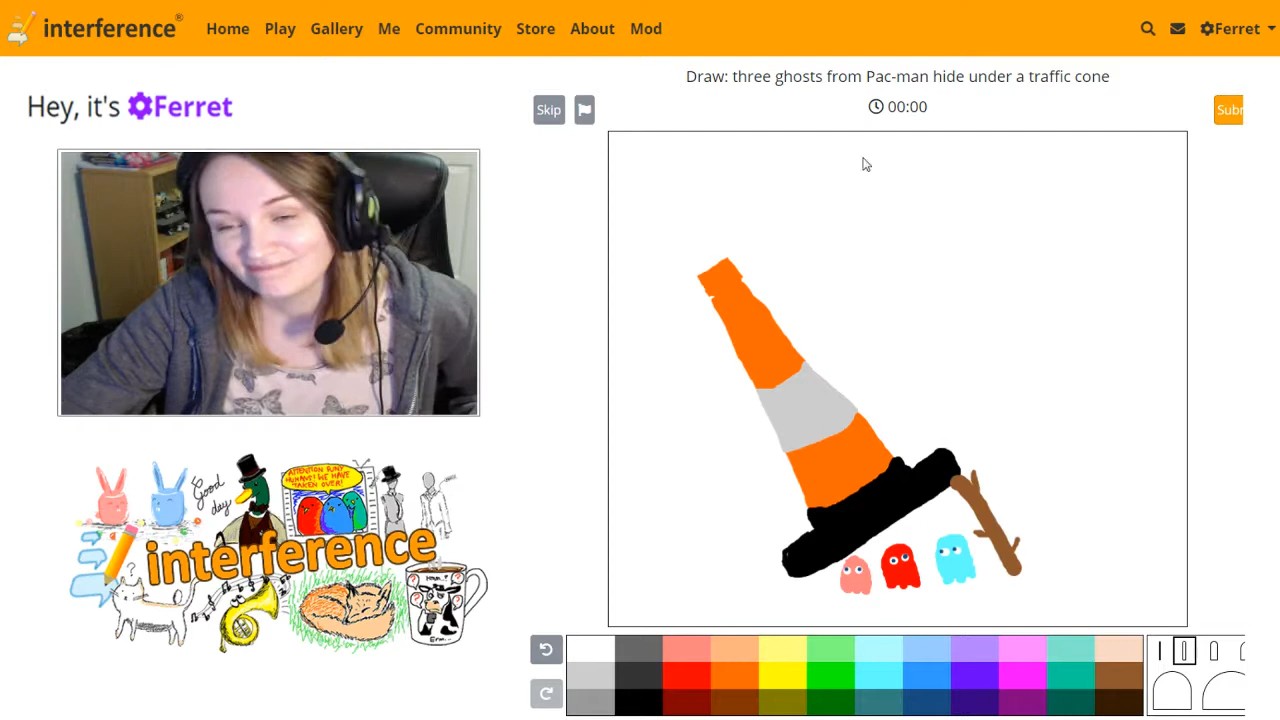 interference®
Home Play Gallery Me Community Store About Mod
Ferret
Draw: three ghosts from Pac-man hide under a traffic cone
Hey, it's Ferret
Skip
00:00
Subm
Good
day
ATTENTION PUNY
HUMANS! WE HAVE
TAKEN OVER!
interference
?
Erm...